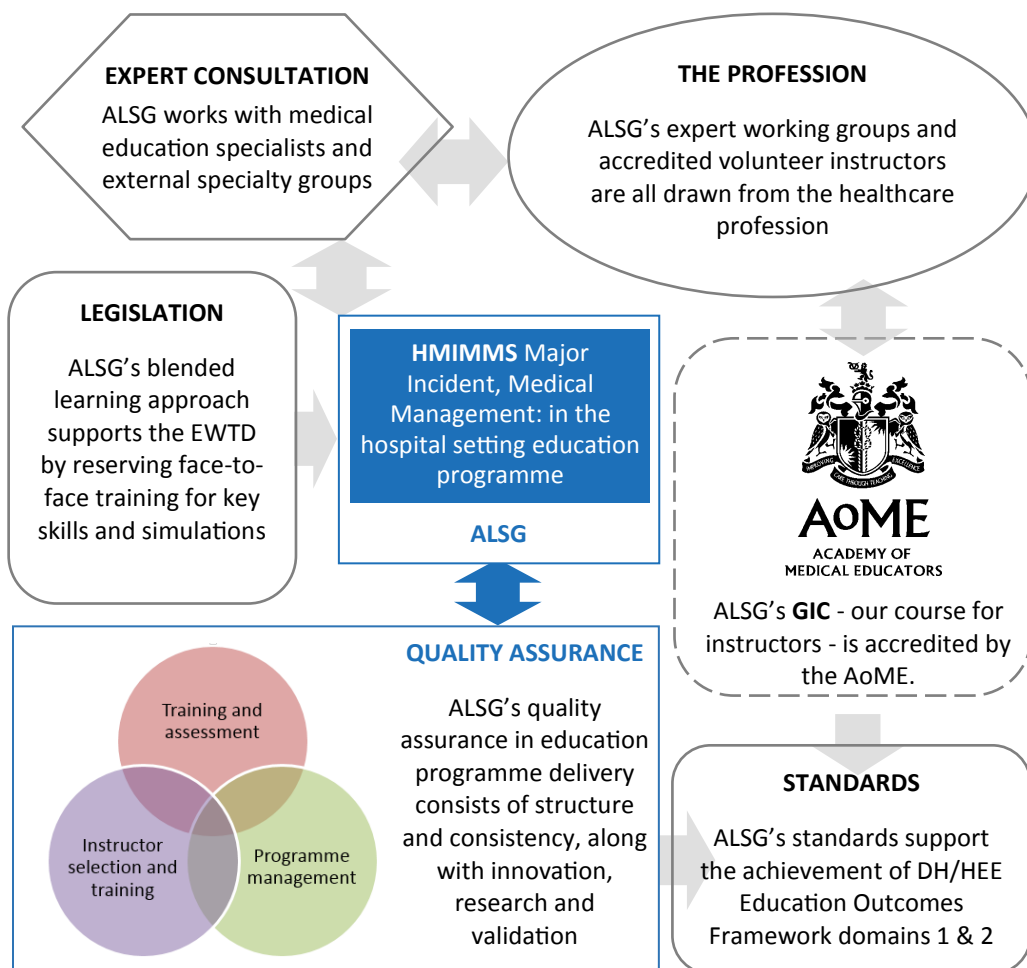 EXPERT CONSULTATION
ALSG works with medical
education specialists and
external specialty groups
THE PROFESSION
ALSG's expert working groups and
accredited volunteer instructors
are all drawn from the healthcare
profession
LEGISLATION
ALSG's blended
learning approach
supports the EWTD
by reserving face-to-
face training for key
skills and simulations
HMIMMS Major
Incident, Medical
Management: in the
hospital setting education
programme
ALSG
IMPROVING EXCELLENCE
CARE THROUGH TEACHING
AoME
ACADEMY OF
MEDICAL EDUCATORS
ALSG's GIC - our course for
instructors - is accredited by
the AoME.
QUALITY ASSURANCE
ALSG's quality
assurance in education
programme delivery
consists of structure
and consistency, along
with innovation,
research and
validation
Training and
assessment
Instructor
selection and
training
Programme
management
STANDARDS
ALSG's standards support
the achievement of DH/HEE
Education Outcomes
Framework domains 1 & 2